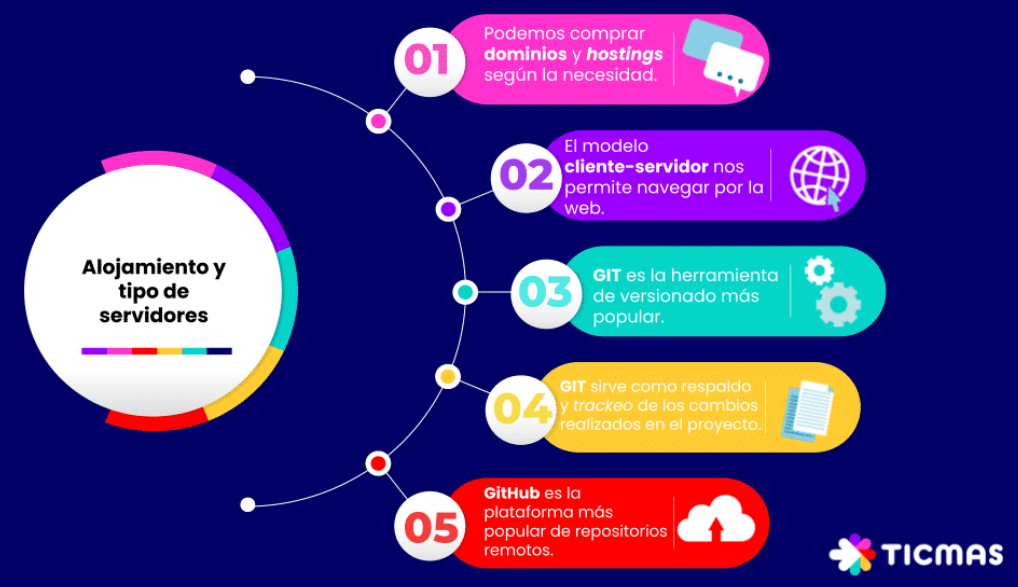 Alojamiento y
tipo de
servidores
01
Podemos comprar
dominios y hostings
según la necesidad.
02
El modelo
cliente-servidor nos
permite navegar por la
web.
03
GIT es la herramienta
de versionado más
popular.
04
GIT sirve como respaldo
y trackeo de los cambios
realizados en el proyecto.
05
GitHub es la
plataforma más
popular de repositorios
remotos.
TICMAS